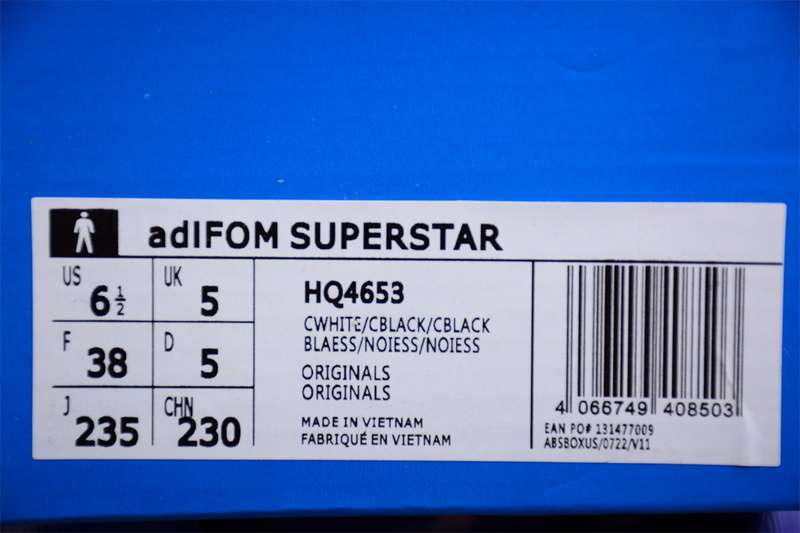 adIFOM SUPERSTAR
US 6 1/2 UK 5
F 38 D 5
J 235 CHN 230
HQ4653
CWHITE/CBLACK/CBLACK
BLAESS/NOIESS/NOIESS
ORIGINALS
ORIGINALS
MADE IN VIETNAM
FABRIQUÉ EN VIETNAM
4 066749 408503
EAN PO# 131477009
ABSBOXUS/0722/V11